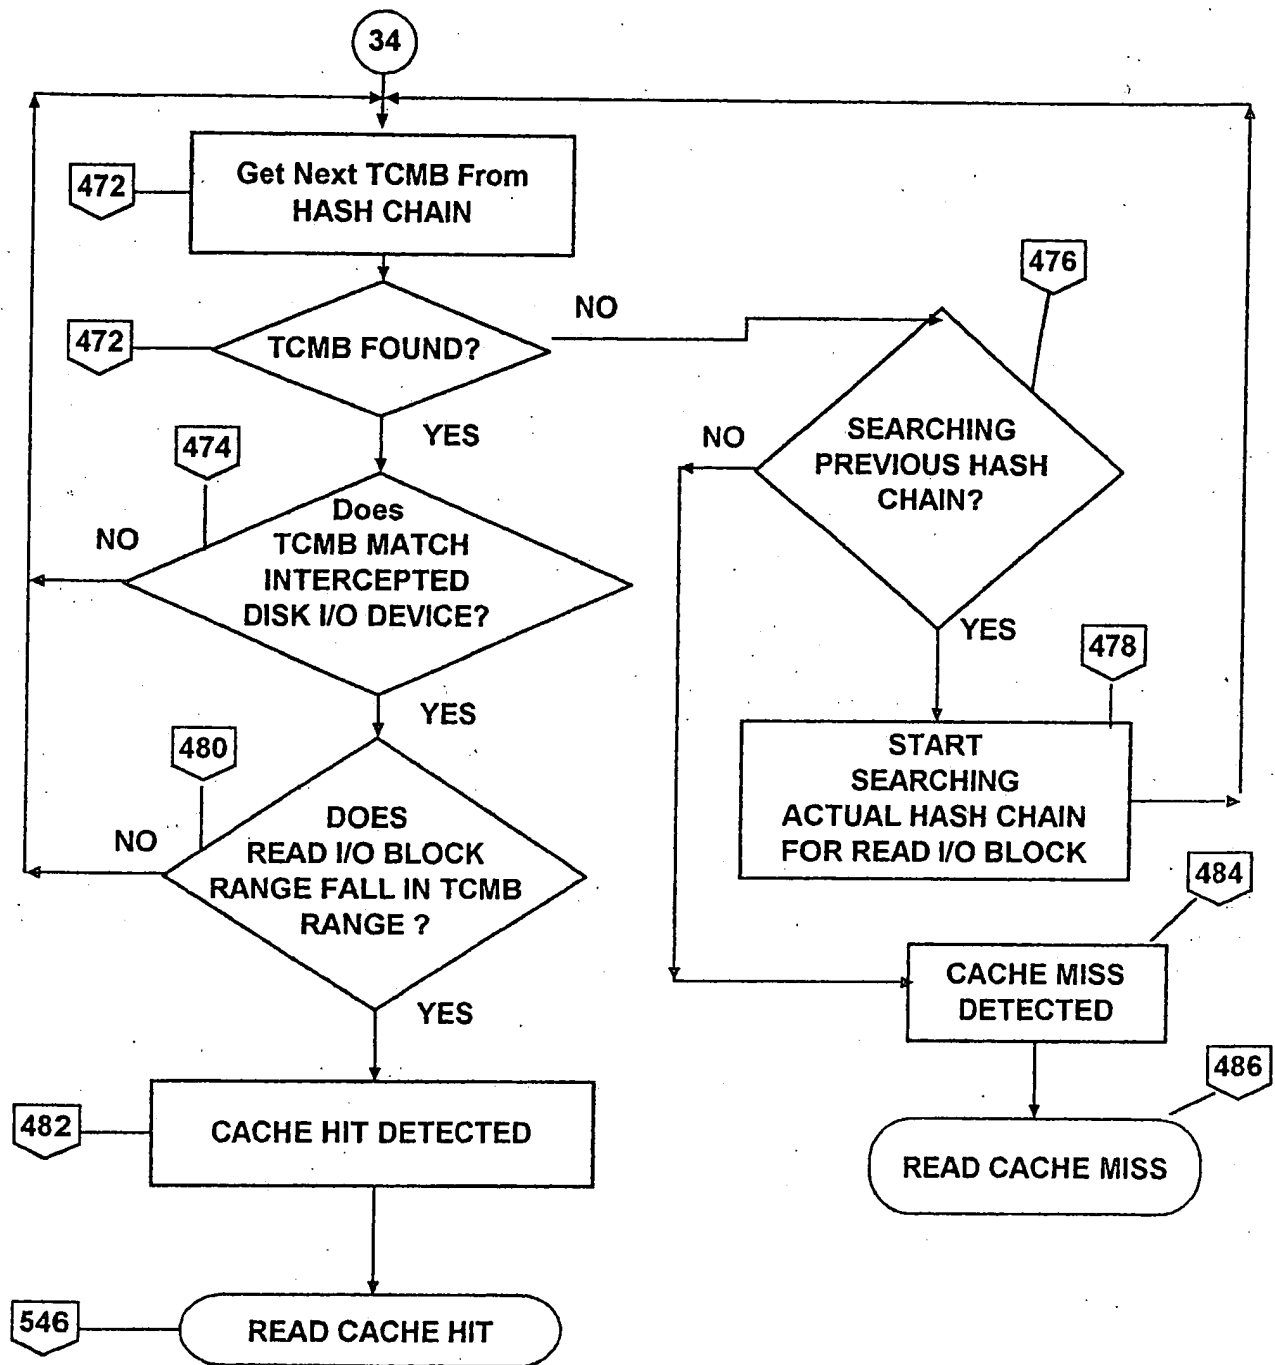 34
472
Get Next TCMB From
HASH CHAIN
472
TCMB FOUND?
NO
YES
476
SEARCHING
PREVIOUS HASH
CHAIN?
NO
YES
474
Does
TCMB MATCH
INTERCEPTED
DISK I/O DEVICE?
NO
YES
478
START
SEARCHING
ACTUAL HASH CHAIN
FOR READ I/O BLOCK
480
DOES
READ I/O BLOCK
RANGE FALL IN TCMB
RANGE ?
NO
YES
484
CACHE MISS
DETECTED
486
READ CACHE MISS
482
CACHE HIT DETECTED
546
READ CACHE HIT